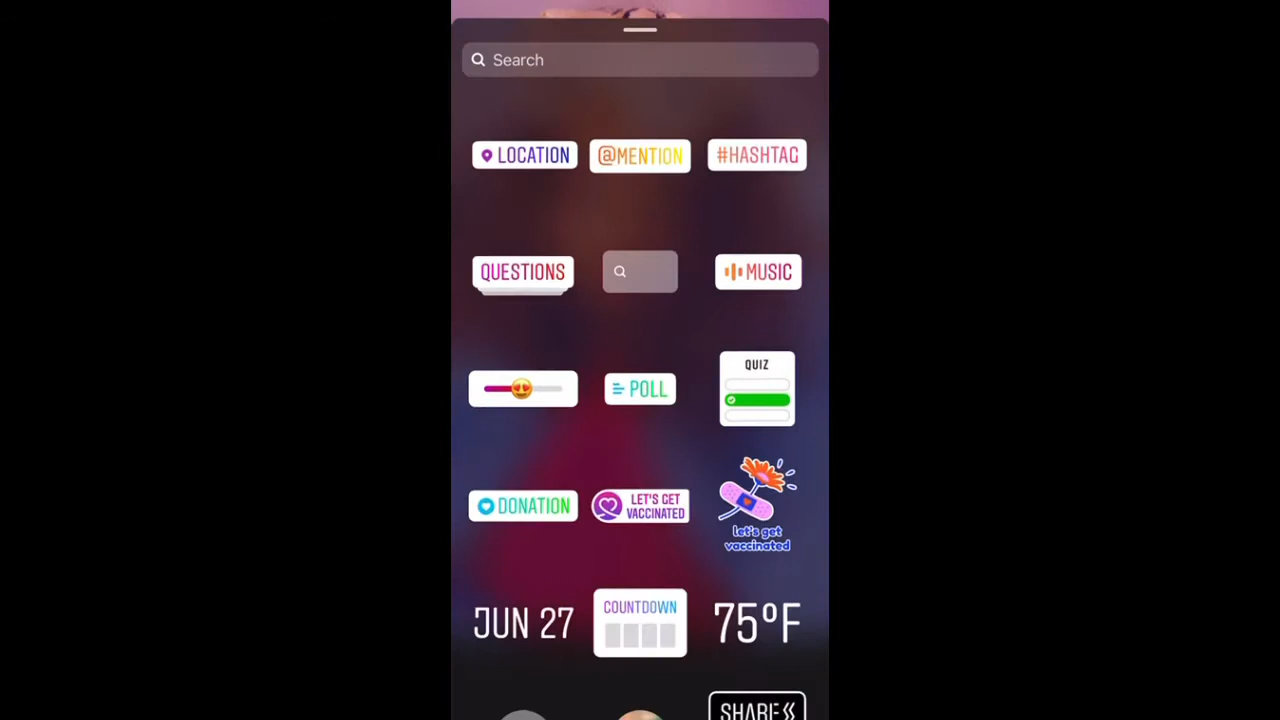 Search
LOCATION
@MENTION
#HASHTAG
QUESTIONS
MUSIC
POLL
QUIZ
DONATION
LET'S GET
VACCINATED
let's get
vaccinated
JUN 27
COUNTDOWN
75°F
SHARE